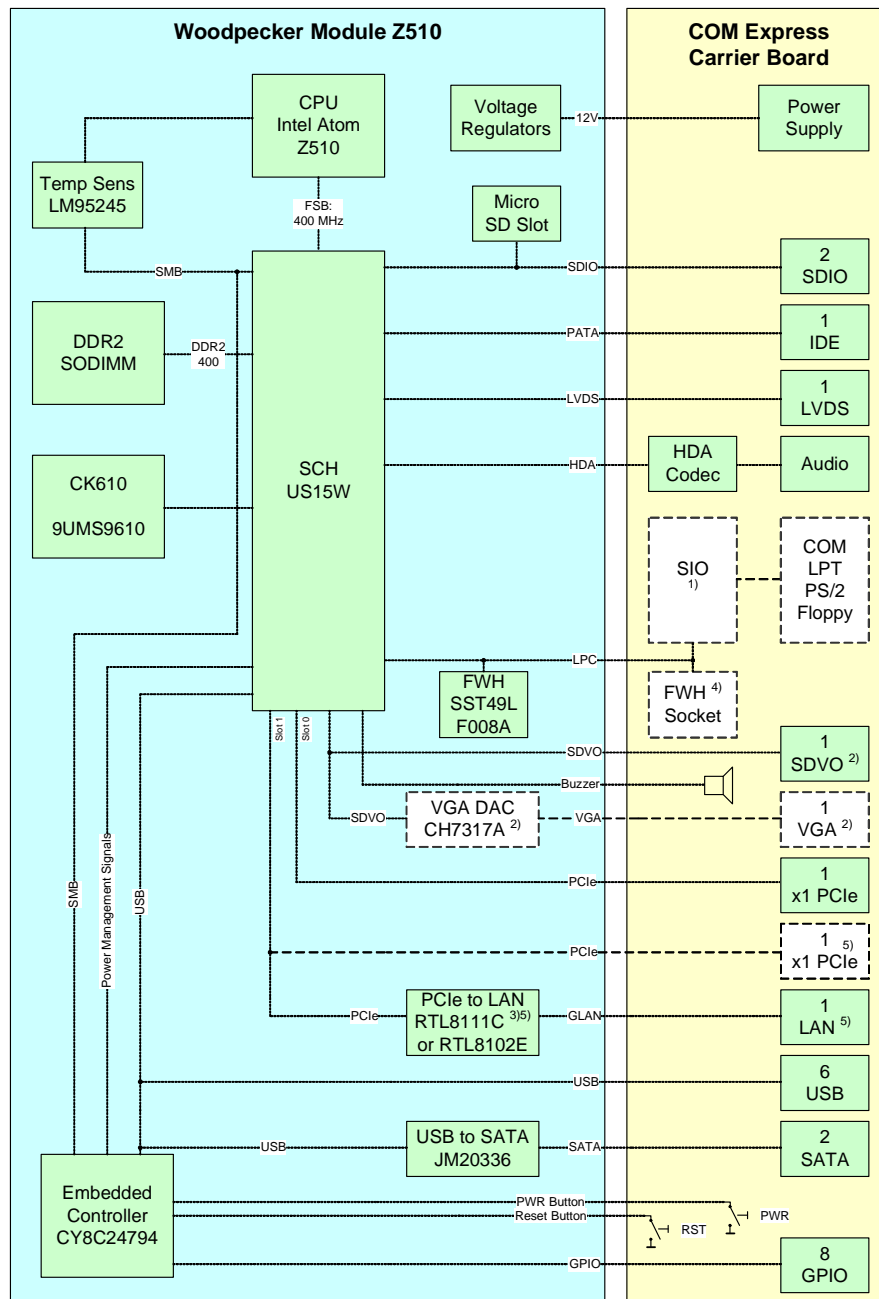 Woodpecker Module Z510
COM Express
Carrier Board
CPU
Intel Atom
Z510
Voltage
Regulators
12V
Power
Supply
Temp Sens
LM95245
FSB:
400 MHz
Micro
SD Slot
SMB
SDIO
2
SDIO
DDR2
SODIMM
DDR2
400
PATA
1
IDE
LVDS
1
LVDS
SCH
US15W
HDA
HDA
Codec
Audio
CK610
9UMS9610
SIO
1)
COM
LPT
PS/2
Floppy
LPC
FWH
SST49L
F008A
FWH 4)
Socket
Slot 1
Slot 0
SDVO
1
SDVO 2)
Buzzer
SDVO
VGA DAC
CH7317A 2)
VGA
1
VGA 2)
SMB
Power Management Signals
USB
PCIe
1
x1 PCIe
PCIe
1 5)
x1 PCIe
PCIe
PCIe to LAN
RTL8111C 3)5)
or RTL8102E
GLAN
1
LAN 5)
USB
6
USB
USB
USB to SATA
JM20336
SATA
2
SATA
Embedded
Controller
CY8C24794
PWR Button
Reset Button
RST
PWR
GPIO
8
GPIO